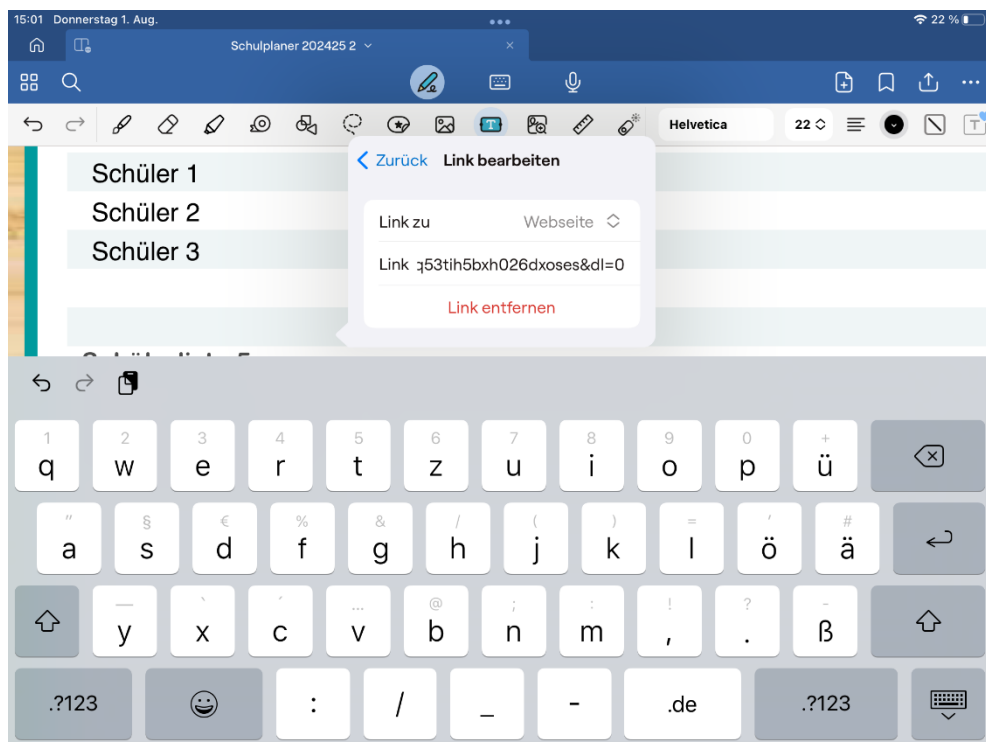 15:01 Donnerstag 1. Aug.
22 %
Schulplaner 202425 2
Helvetica
22
T
Zurück Link bearbeiten
Schüler 1
Schüler 2
Schüler 3
Link zu Webseite
Link q53tih5bxh026dxoses&dl=0
Link entfernen
1 2 3 4 5 6 7 8 9 0 +
q w e r t z u i o p ü
" § € % & / ( ) = ' #
a s d f g h j k l ö ä
— ` ´ ... @ ; : ! ? -
y x c v b n m , . ß
.?123 : / _ - .de .?123